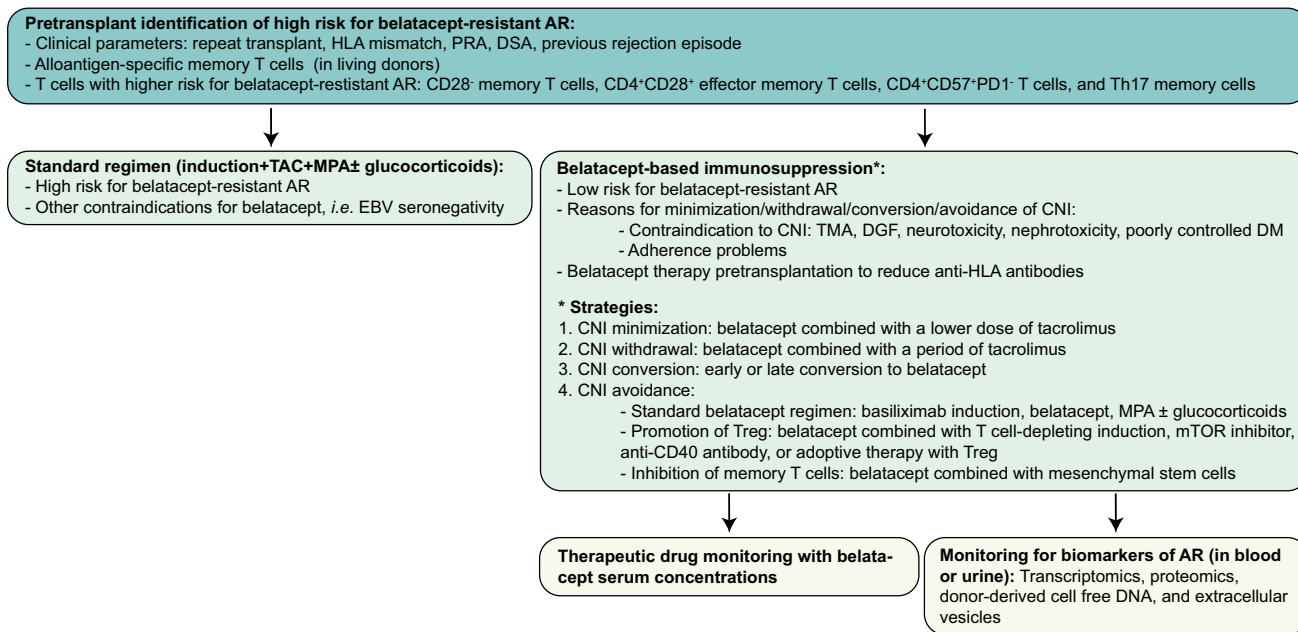 Pretransplant identification of high risk for belatacept-resistant AR:
- Clinical parameters: repeat transplant, HLA mismatch, PRA, DSA, previous rejection episode
- Alloantigen-specific memory T cells (in living donors)
- T cells with higher risk for belatacept-restistant AR: CD28⁻ memory T cells, CD4⁺CD28⁺ effector memory T cells, CD4⁺CD57⁺PD1⁻ T cells, and Th17 memory cells
Standard regimen (induction+TAC+MPA± glucocorticoids):
- High risk for belatacept-resistant AR
- Other contraindications for belatacept, i.e. EBV seronegativity
Belatacept-based immunosuppression*:
- Low risk for belatacept-resistant AR
- Reasons for minimization/withdrawal/conversion/avoidance of CNI:
- Contraindication to CNI: TMA, DGF, neurotoxicity, nephrotoxicity, poorly controlled DM
- Adherence problems
- Belatacept therapy pretransplantation to reduce anti-HLA antibodies
* Strategies:
1. CNI minimization: belatacept combined with a lower dose of tacrolimus
2. CNI withdrawal: belatacept combined with a period of tacrolimus
3. CNI conversion: early or late conversion to belatacept
4. CNI avoidance:
- Standard belatacept regimen: basiliximab induction, belatacept, MPA ± glucocorticoids
- Promotion of Treg: belatacept combined with T cell-depleting induction, mTOR inhibitor,
anti-CD40 antibody, or adoptive therapy with Treg
- Inhibition of memory T cells: belatacept combined with mesenchymal stem cells
Therapeutic drug monitoring with belata-
cept serum concentrations
Monitoring for biomarkers of AR (in blood
or urine): Transcriptomics, proteomics,
donor-derived cell free DNA, and extracellular
vesicles